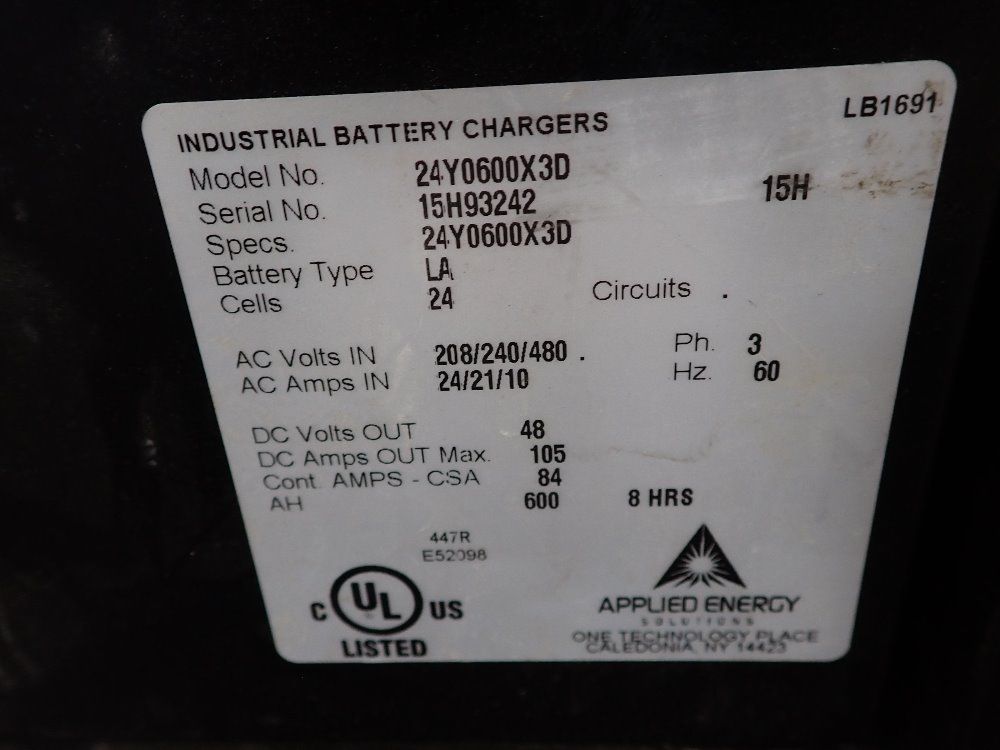 LB1691
INDUSTRIAL BATTERY CHARGERS
Model No. 24Y0600X3D
Serial No. 15H93242 15H
Specs. 24Y0600X3D
Battery Type LA
Cells 24 Circuits .
AC Volts IN 208/240/480 . Ph. 3
AC Amps IN 24/21/10 Hz. 60
DC Volts OUT 48
DC Amps OUT Max. 105
Cont. AMPS - CSA 84
AH 600 8 HRS
447R
E52098
C UL US
LISTED
APPLIED ENERGY
SOLUTIONS
ONE TECHNOLOGY PLACE
CALEDONIA, NY 14423